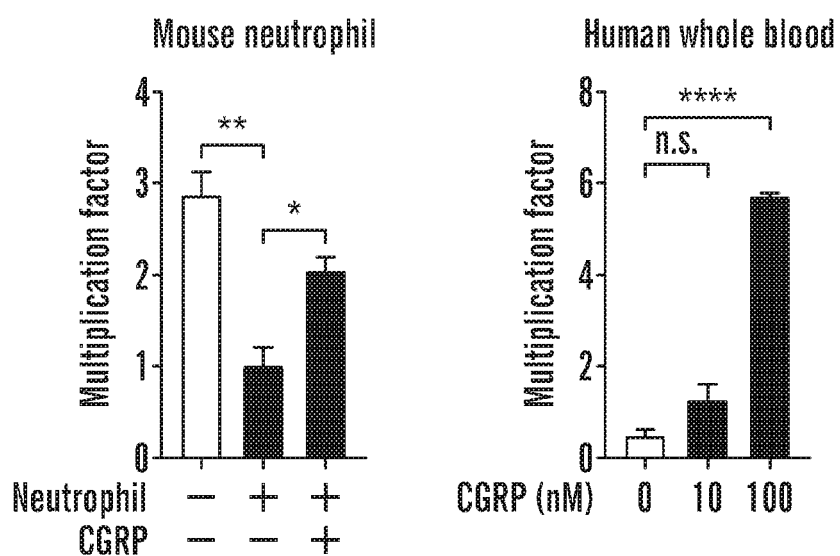 Mouse neutrophil
4
3
2
1
0
Multiplication factor
**
*
Neutrophil – + +
CGRP – – +
Human whole blood
8
6
4
2
0
Multiplication factor
****
n.s.
CGRP (nM) 0 10 100